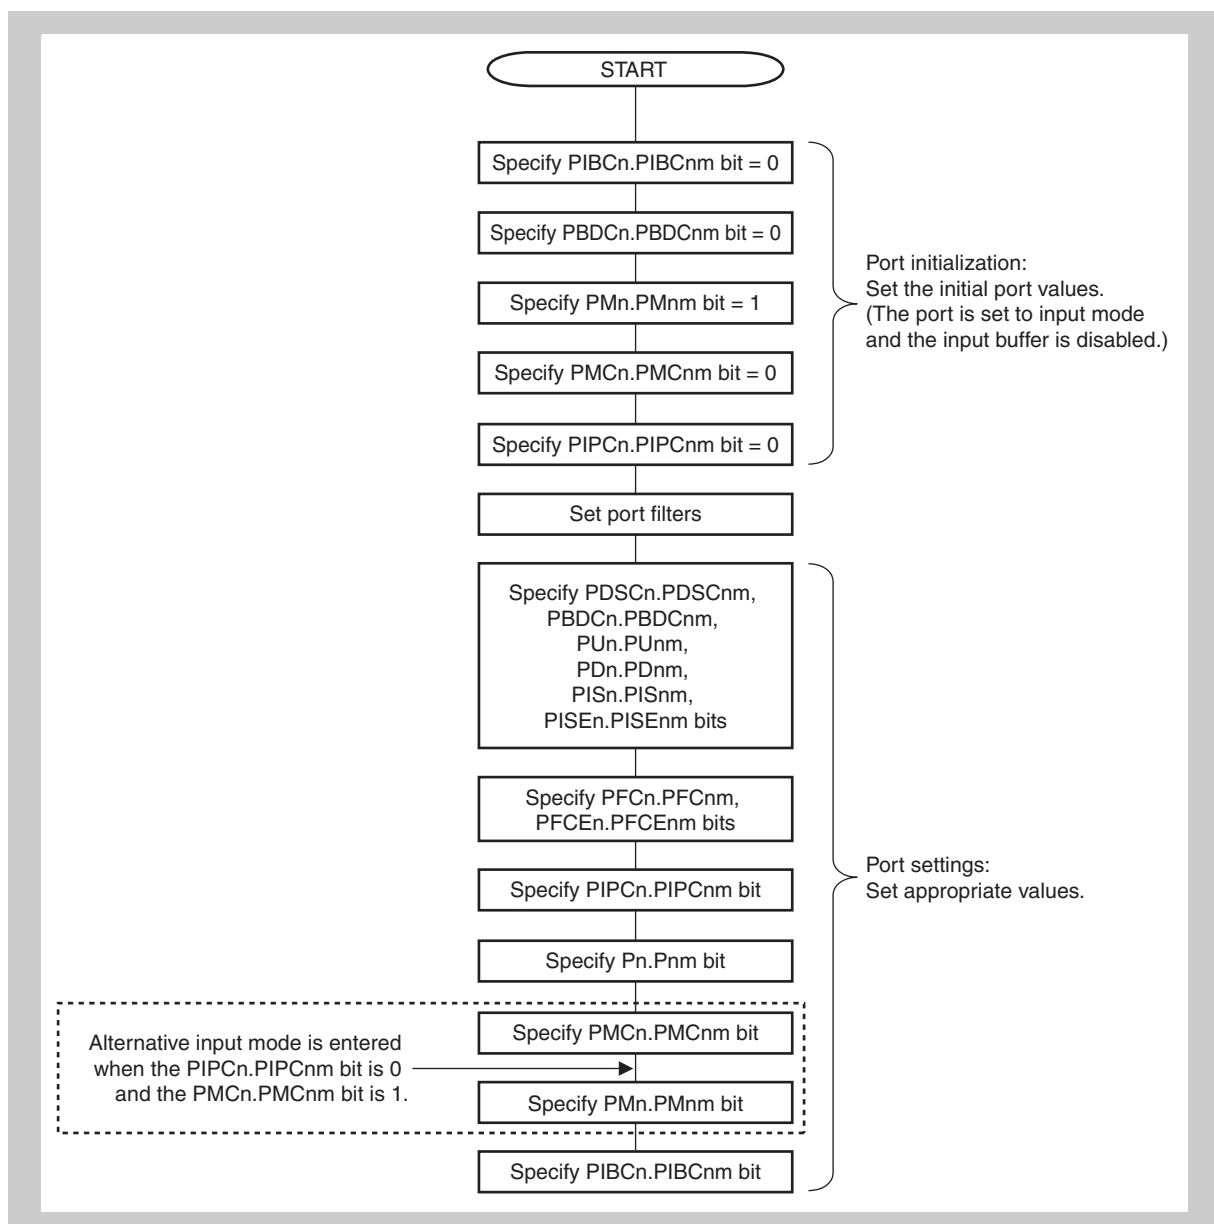 START
Specify PIBCn.PIBCnm bit = 0
Specify PBDCn.PBDCnm bit = 0
Specify PMn.PMnm bit = 1
Specify PMCn.PMCnm bit = 0
Specify PIPCn.PIPCnm bit = 0
Port initialization:
Set the initial port values.
(The port is set to input mode
and the input buffer is disabled.)
Set port filters
Specify PDSCn.PDSCnm,
PBDCn.PBDCnm,
PUn.PUnm,
PDn.PDnm,
PISn.PISnm,
PISEn.PISEnm bits
Specify PFCn.PFCnm,
PFCEn.PFCEnm bits
Specify PIPCn.PIPCnm bit
Port settings:
Set appropriate values.
Specify Pn.Pnm bit
Specify PMCn.PMCnm bit
Alternative input mode is entered
when the PIPCn.PIPCnm bit is 0
and the PMCn.PMCnm bit is 1.
Specify PMn.PMnm bit
Specify PIBCn.PIBCnm bit